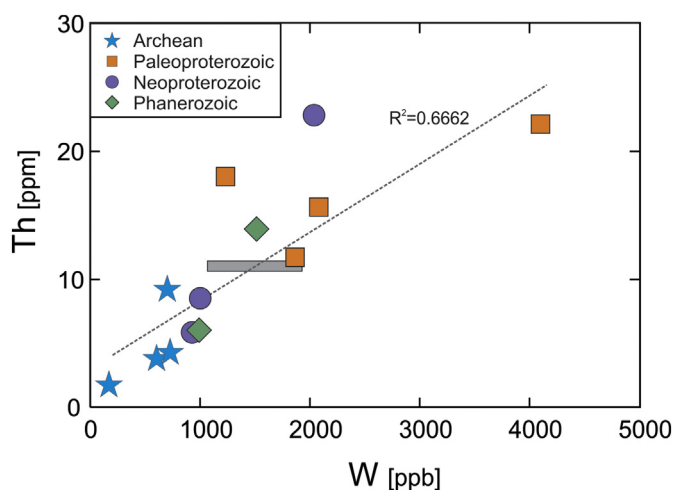 30
Archean
Paleoproterozoic
Neoproterozoic
Phanerozoic
R²=0.6662
20
Th [ppm]
10
0
0 1000 2000 3000 4000 5000
W [ppb]